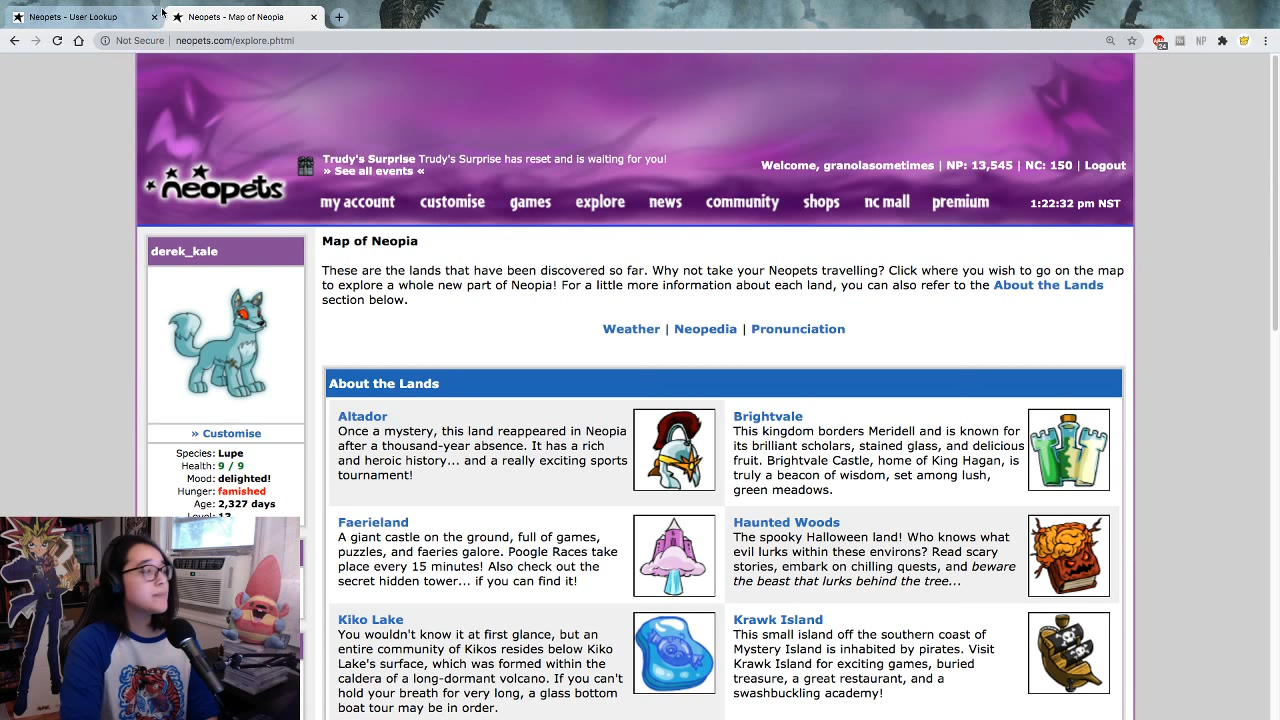 Neopets - User Lookup
Neopets - Map of Neopia
Not Secure | neopets.com/explore.phtml
24
NP
Trudy's Surprise Trudy's Surprise has reset and is waiting for you!
» See all events «
Welcome, granolasometimes | NP: 13,545 | NC: 150 | Logout
neopets
my account customise games explore news community shops nc mall premium
1:22:32 pm NST
derek_kale
» Customise
Species: Lupe
Health: 9 / 9
Mood: delighted!
Hunger: famished
Age: 2,327 days
Map of Neopia
These are the lands that have been discovered so far. Why not take your Neopets travelling? Click where you wish to go on the map
to explore a whole new part of Neopia! For a little more information about each land, you can also refer to the About the Lands
section below.
Weather | Neopedia | Pronunciation
About the Lands
Altador
Once a mystery, this land reappeared in Neopia
after a thousand-year absence. It has a rich
and heroic history... and a really exciting sports
tournament!
Brightvale
This kingdom borders Meridell and is known for
its brilliant scholars, stained glass, and delicious
fruit. Brightvale Castle, home of King Hagan, is
truly a beacon of wisdom, set among lush,
green meadows.
Faerieland
A giant castle on the ground, full of games,
puzzles, and faeries galore. Poogle Races take
place every 15 minutes! Also check out the
secret hidden tower... if you can find it!
Haunted Woods
The spooky Halloween land! Who knows what
evil lurks within these environs? Read scary
stories, embark on chilling quests, and beware
the beast that lurks behind the tree...
Kiko Lake
You wouldn't know it at first glance, but an
entire community of Kikos resides below Kiko
Lake's surface, which was formed within the
caldera of a long-dormant volcano. If you can't
hold your breath for very long, a glass bottom
boat tour may be in order.
Krawk Island
This small island off the southern coast of
Mystery Island is inhabited by pirates. Visit
Krawk Island for exciting games, buried
treasure, a great restaurant, and a
swashbuckling academy!